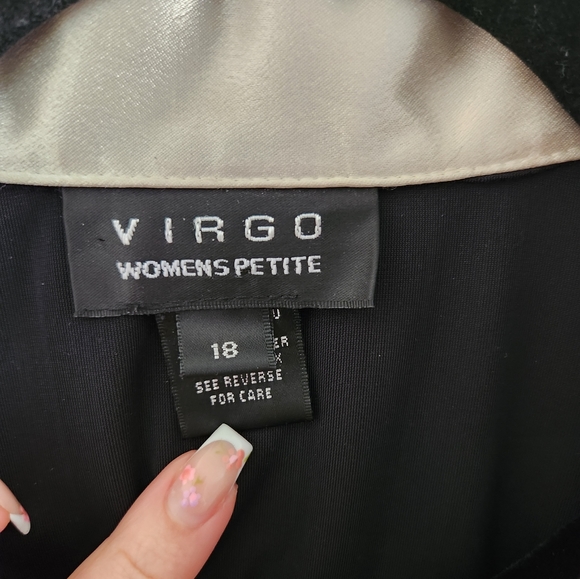 VIRGO
WOMENS PETITE
18
SEE REVERSE
FOR CARE